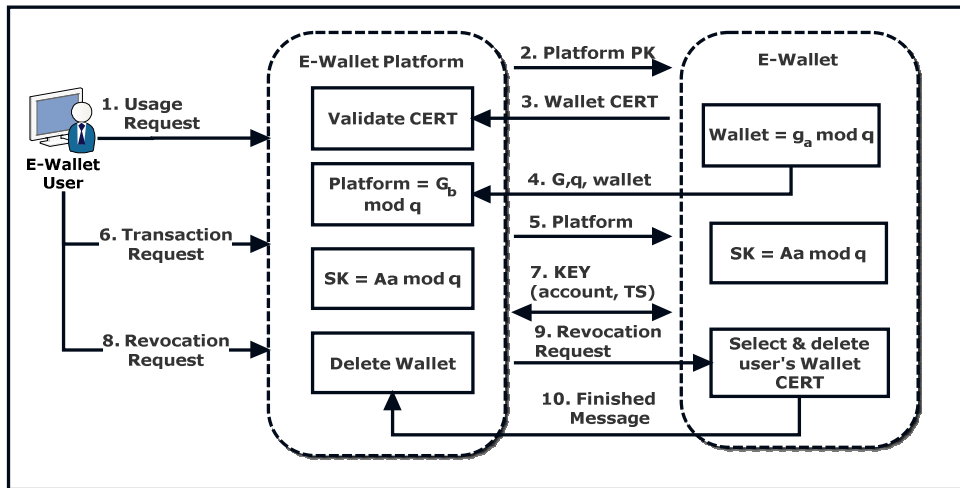 E-Wallet Platform
2. Platform PK
E-Wallet
1. Usage
Request
Validate CERT
3. Wallet CERT
Wallet = gₐ mod q
E-Wallet
User
Platform = G_b
mod q
4. G,q, wallet
5. Platform
6. Transaction
Request
SK = Aa mod q
7. KEY
(account, TS)
SK = Aa mod q
8. Revocation
Request
Delete Wallet
9. Revocation
Request
Select & delete
user's Wallet
CERT
10. Finished
Message